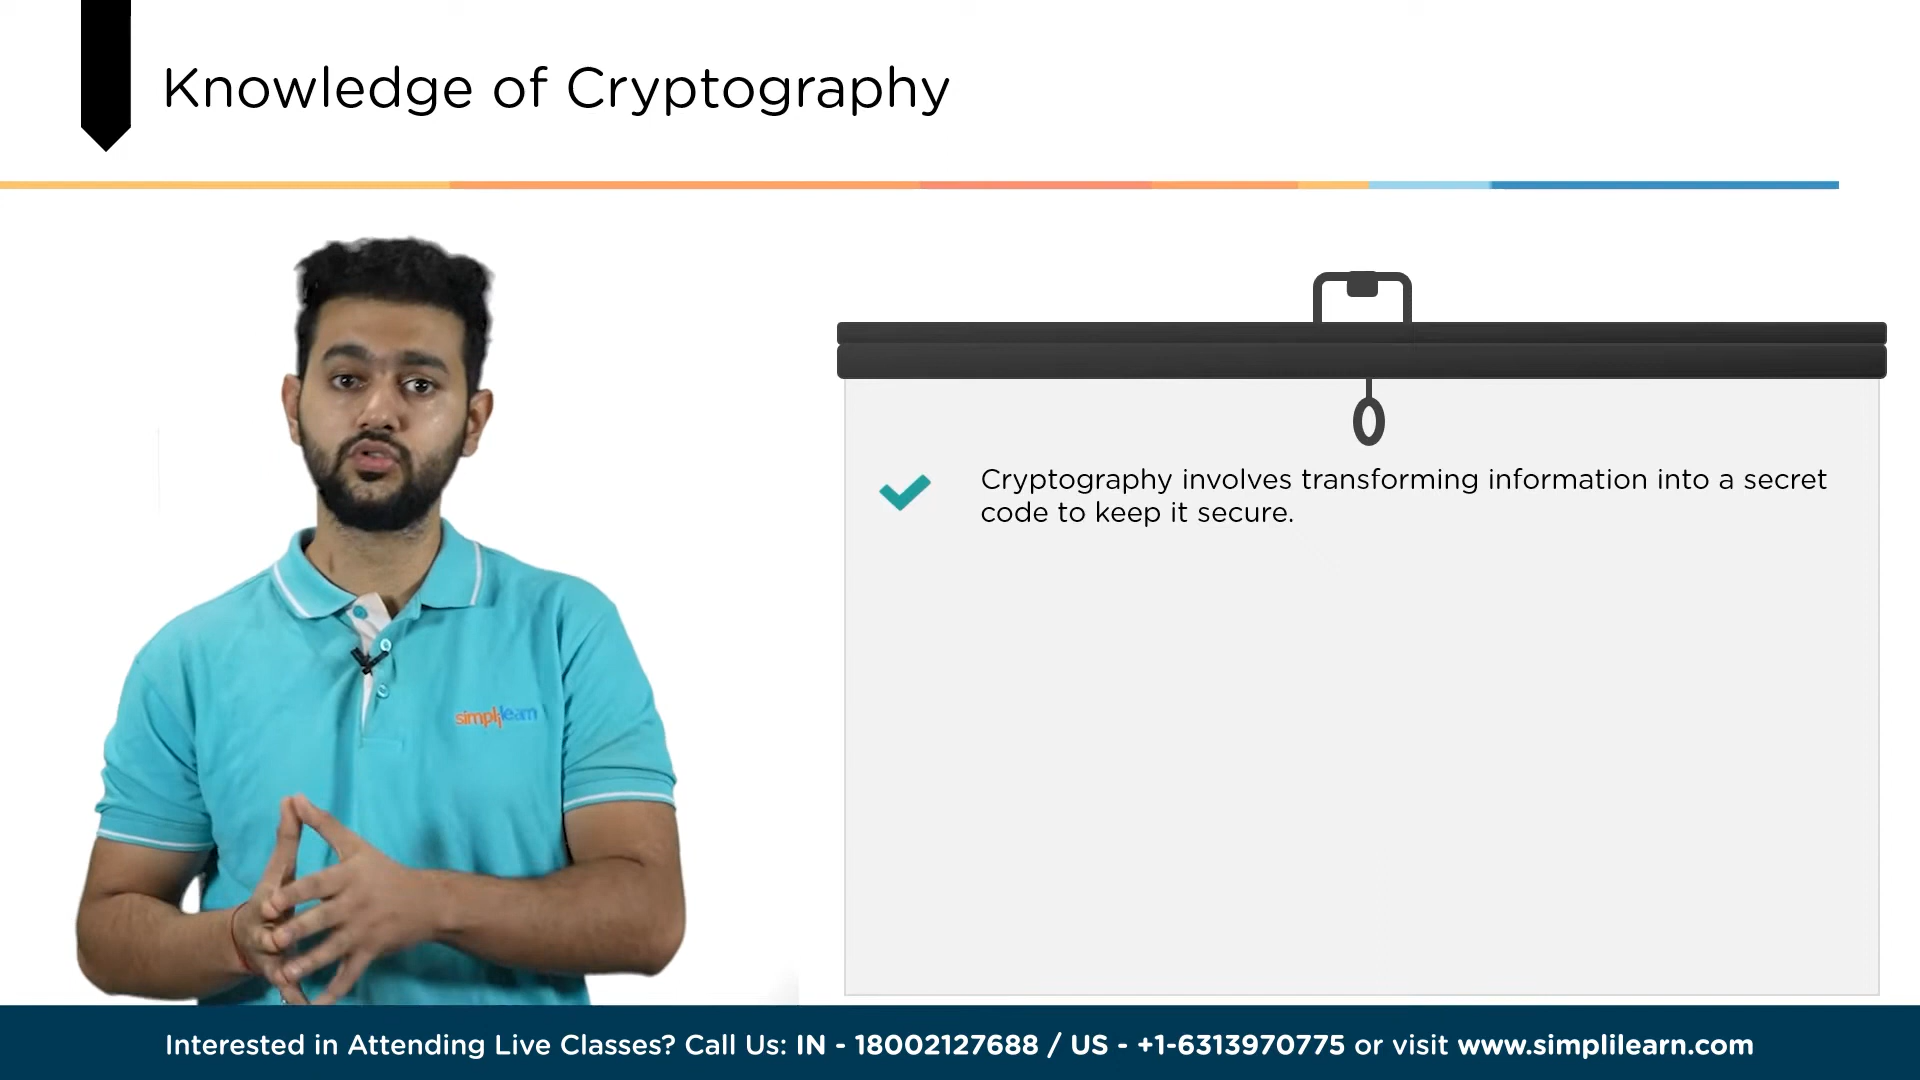 Knowledge of Cryptography
simplilearn
Cryptography involves transforming information into a secret
code to keep it secure.
Interested in Attending Live Classes? Call Us: IN - 18002127688 / US - +1-6313970775 or visit www.simplilearn.com